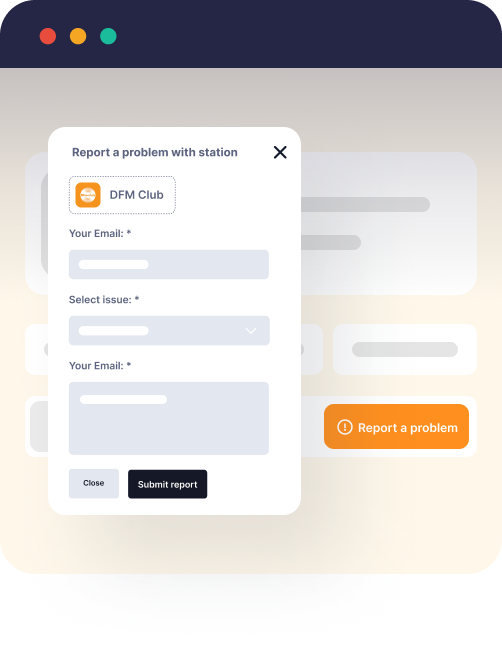 Report a problem with station
DFM Club
Your Email: *
Select issue: *
Your Email: *
Report a problem
Close
Submit report